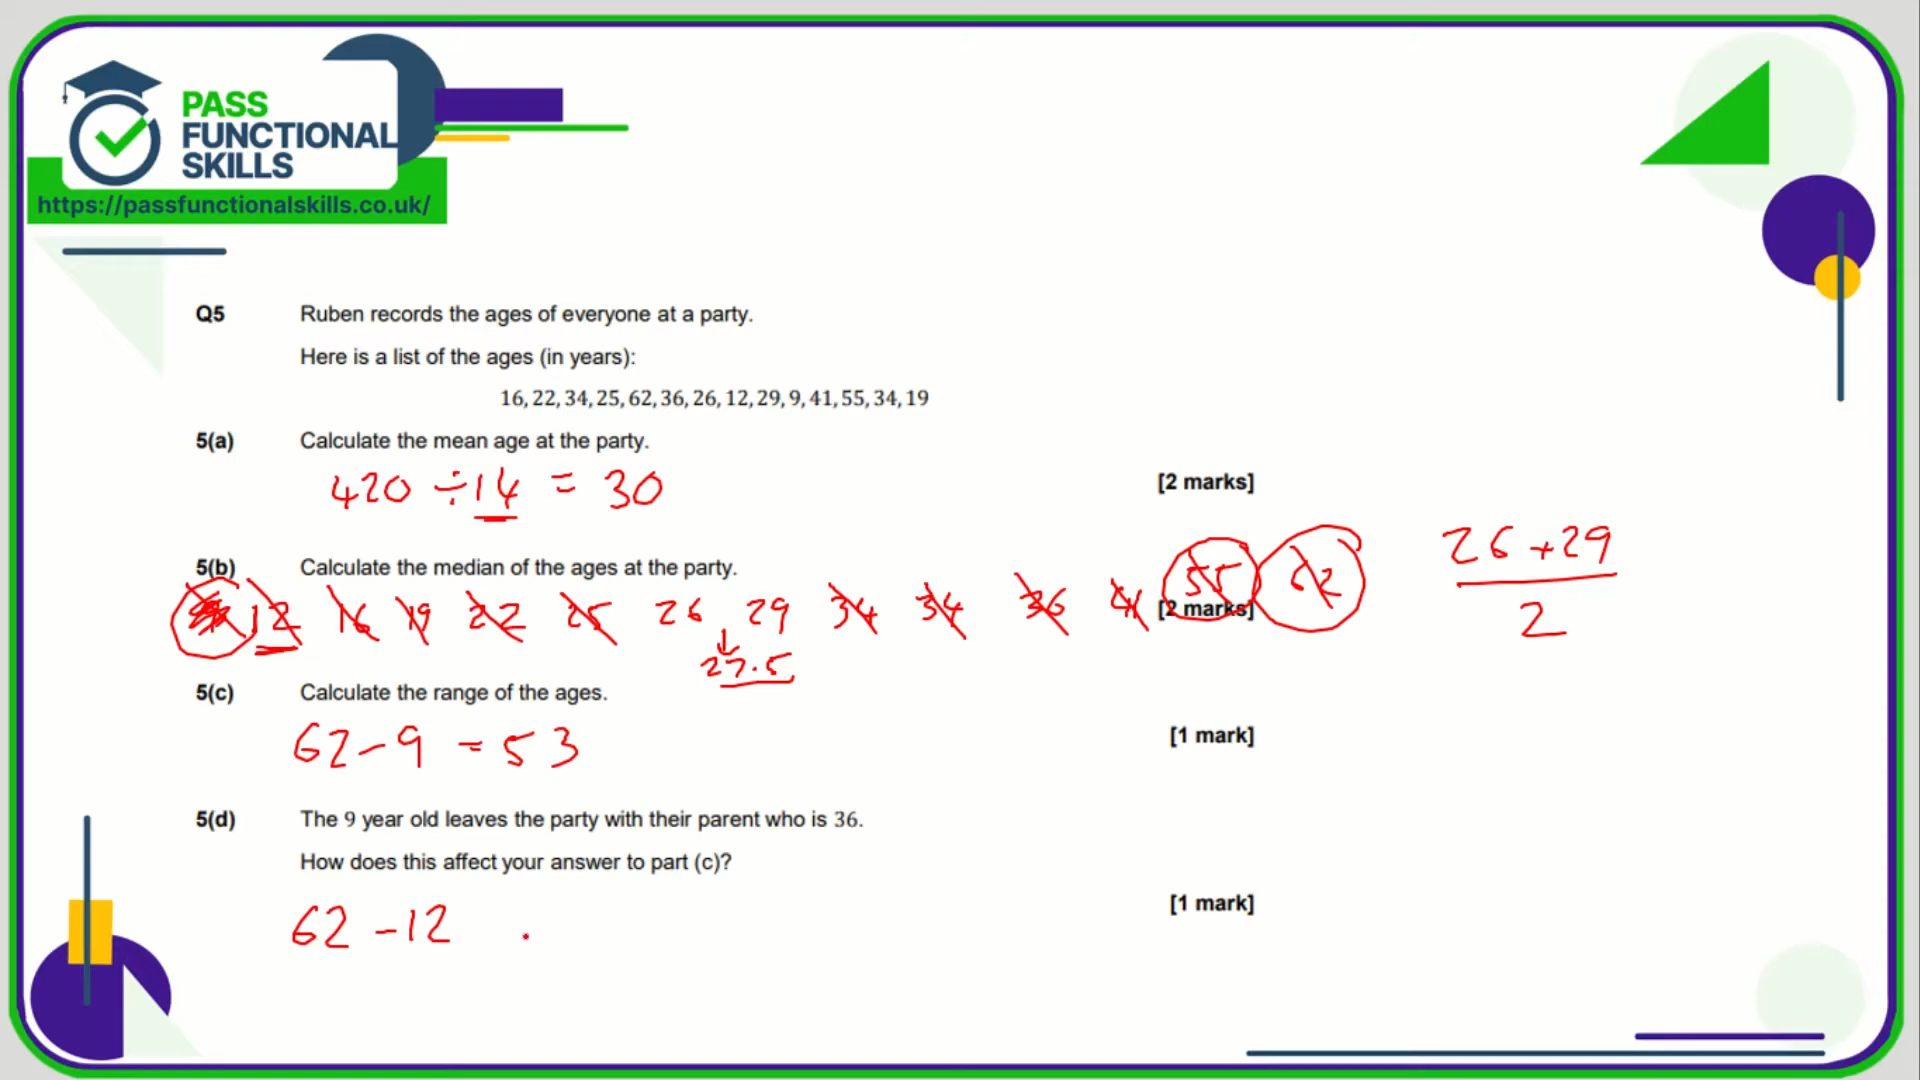 PASS
FUNCTIONAL
SKILLS
https://passfunctionalskills.co.uk/
Q5 Ruben records the ages of everyone at a party.
Here is a list of the ages (in years):
16, 22, 34, 25, 62, 36, 26, 12, 29, 9, 41, 55, 34, 19
5(a) Calculate the mean age at the party.
420 ÷ 14 = 30
[2 marks]
5(b) Calculate the median of the ages at the party.
12 16 19 22 25 26 29 34 34 36 41 55 62
[2 marks]
27.5
26 + 29
2
5(c) Calculate the range of the ages.
62 - 9 = 53
[1 mark]
5(d) The 9 year old leaves the party with their parent who is 36.
How does this affect your answer to part (c)?
62 - 12
[1 mark]